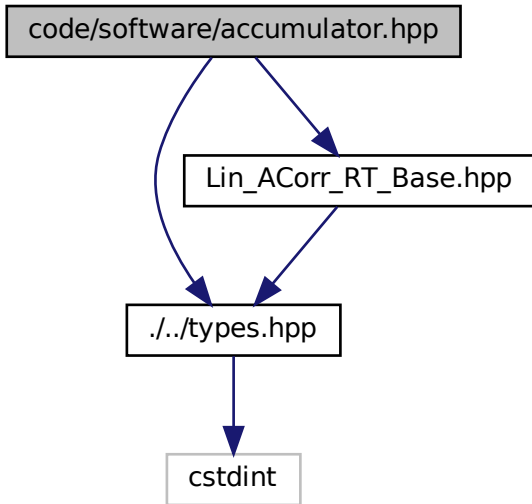 code/software/accumulator.hpp
Lin_ACorr_RT_Base.hpp
./../types.hpp
cstdint